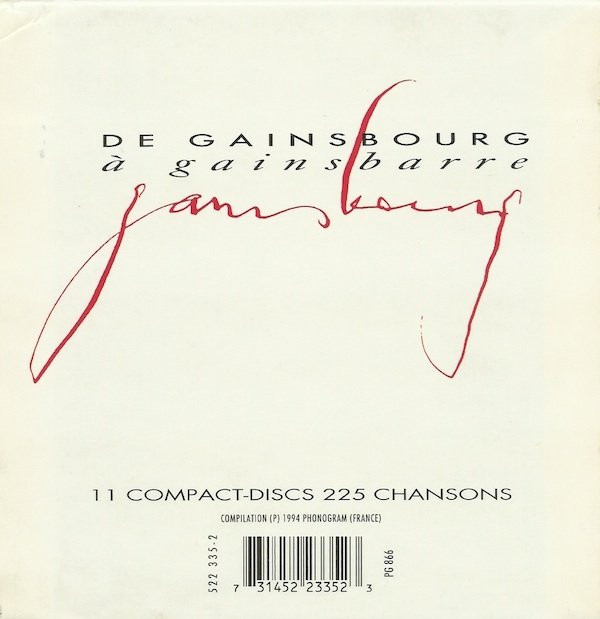 DE GAINSBOURG
à gainsbarre
gainsbourg
11 COMPACT-DISCS 225 CHANSONS
COMPILATION (P) 1994 PHONOGRAM (FRANCE)
522 335-2
7 31452 23352 3
PG 866